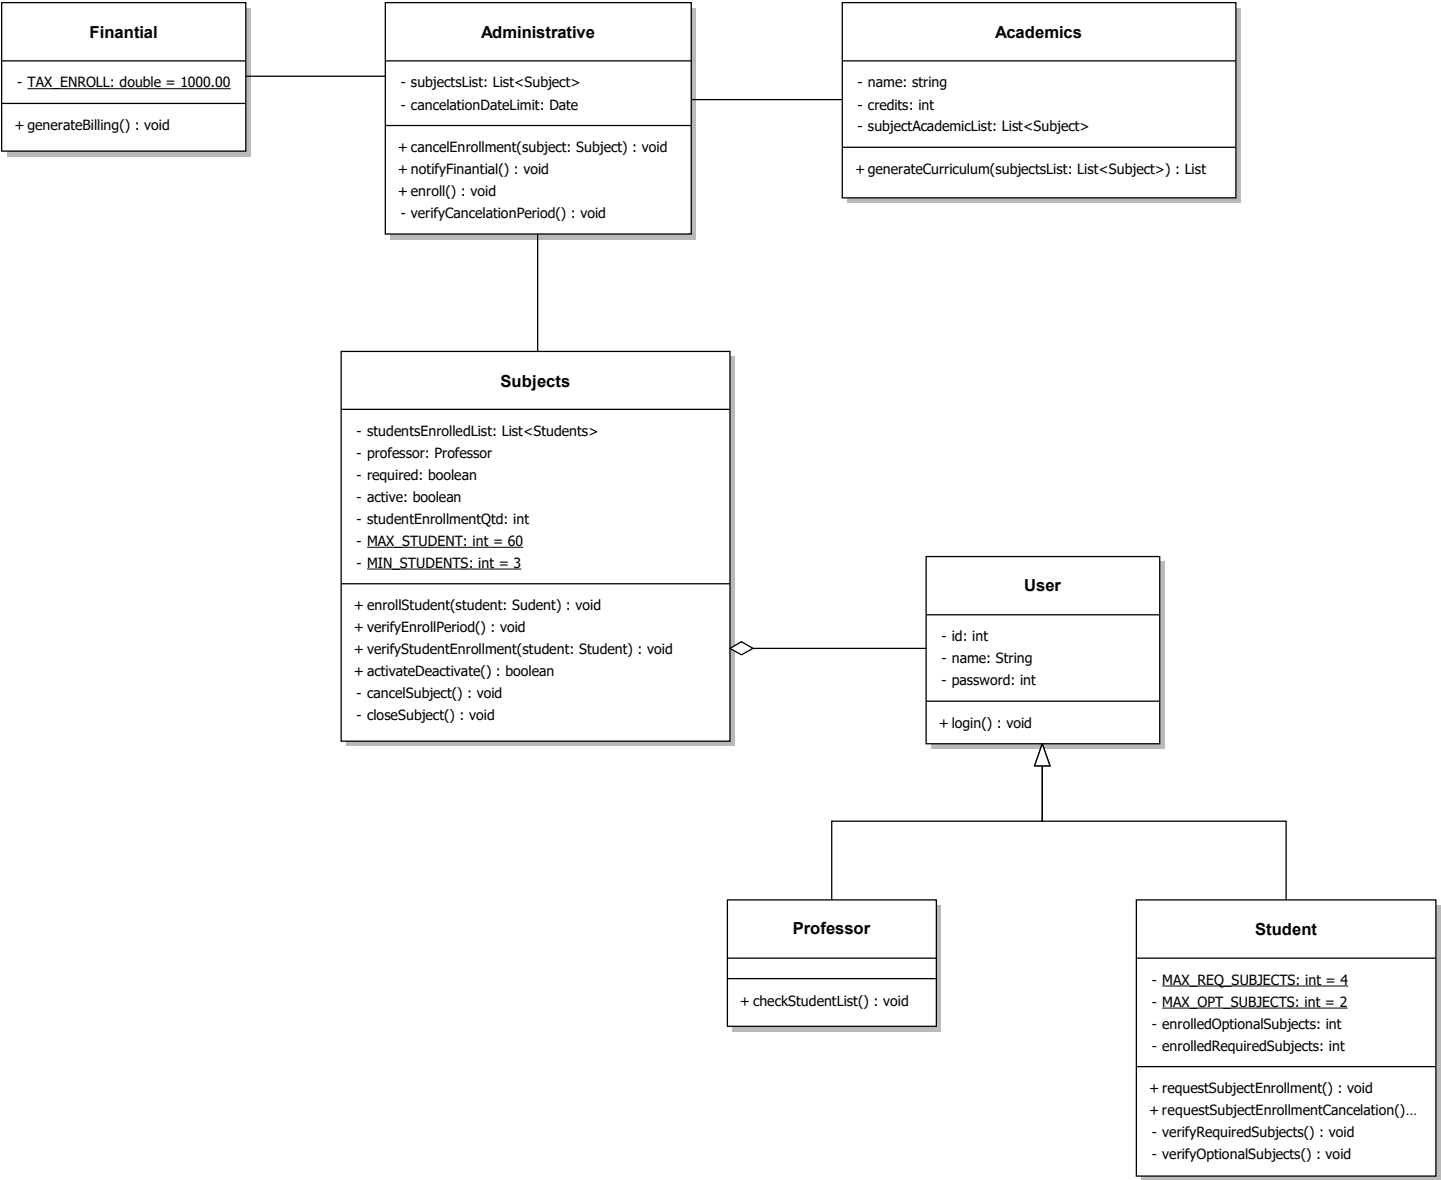 Finantial
- TAX_ENROLL: double = 1000.00
+ generateBilling() : void
Administrative
- subjectsList: List<Subject>
- cancelationDateLimit: Date
+ cancelEnrollment(subject: Subject) : void
+ notifyFinantial() : void
+ enroll() : void
- verifyCancelationPeriod() : void
Academics
- name: string
- credits: int
- subjectAcademicList: List<Subject>
+ generateCurriculum(subjectsList: List<Subject>) : List
Subjects
- studentsEnrolledList: List<Students>
- professor: Professor
- required: boolean
- active: boolean
- studentEnrollmentQtd: int
- MAX_STUDENT: int = 60
- MIN_STUDENTS: int = 3
+ enrollStudent(student: Sudent) : void
+ verifyEnrollPeriod() : void
+ verifyStudentEnrollment(student: Student) : void
+ activateDeactivate() : boolean
- cancelSubject() : void
- closeSubject() : void
User
- id: int
- name: String
- password: int
+ login() : void
Professor
+ checkStudentList() : void
Student
- MAX_REQ_SUBJECTS: int = 4
- MAX_OPT_SUBJECTS: int = 2
- enrolledOptionalSubjects: int
- enrolledRequiredSubjects: int
+ requestSubjectEnrollment() : void
+ requestSubjectEnrollmentCancelation()...
- verifyRequiredSubjects() : void
- verifyOptionalSubjects() : void